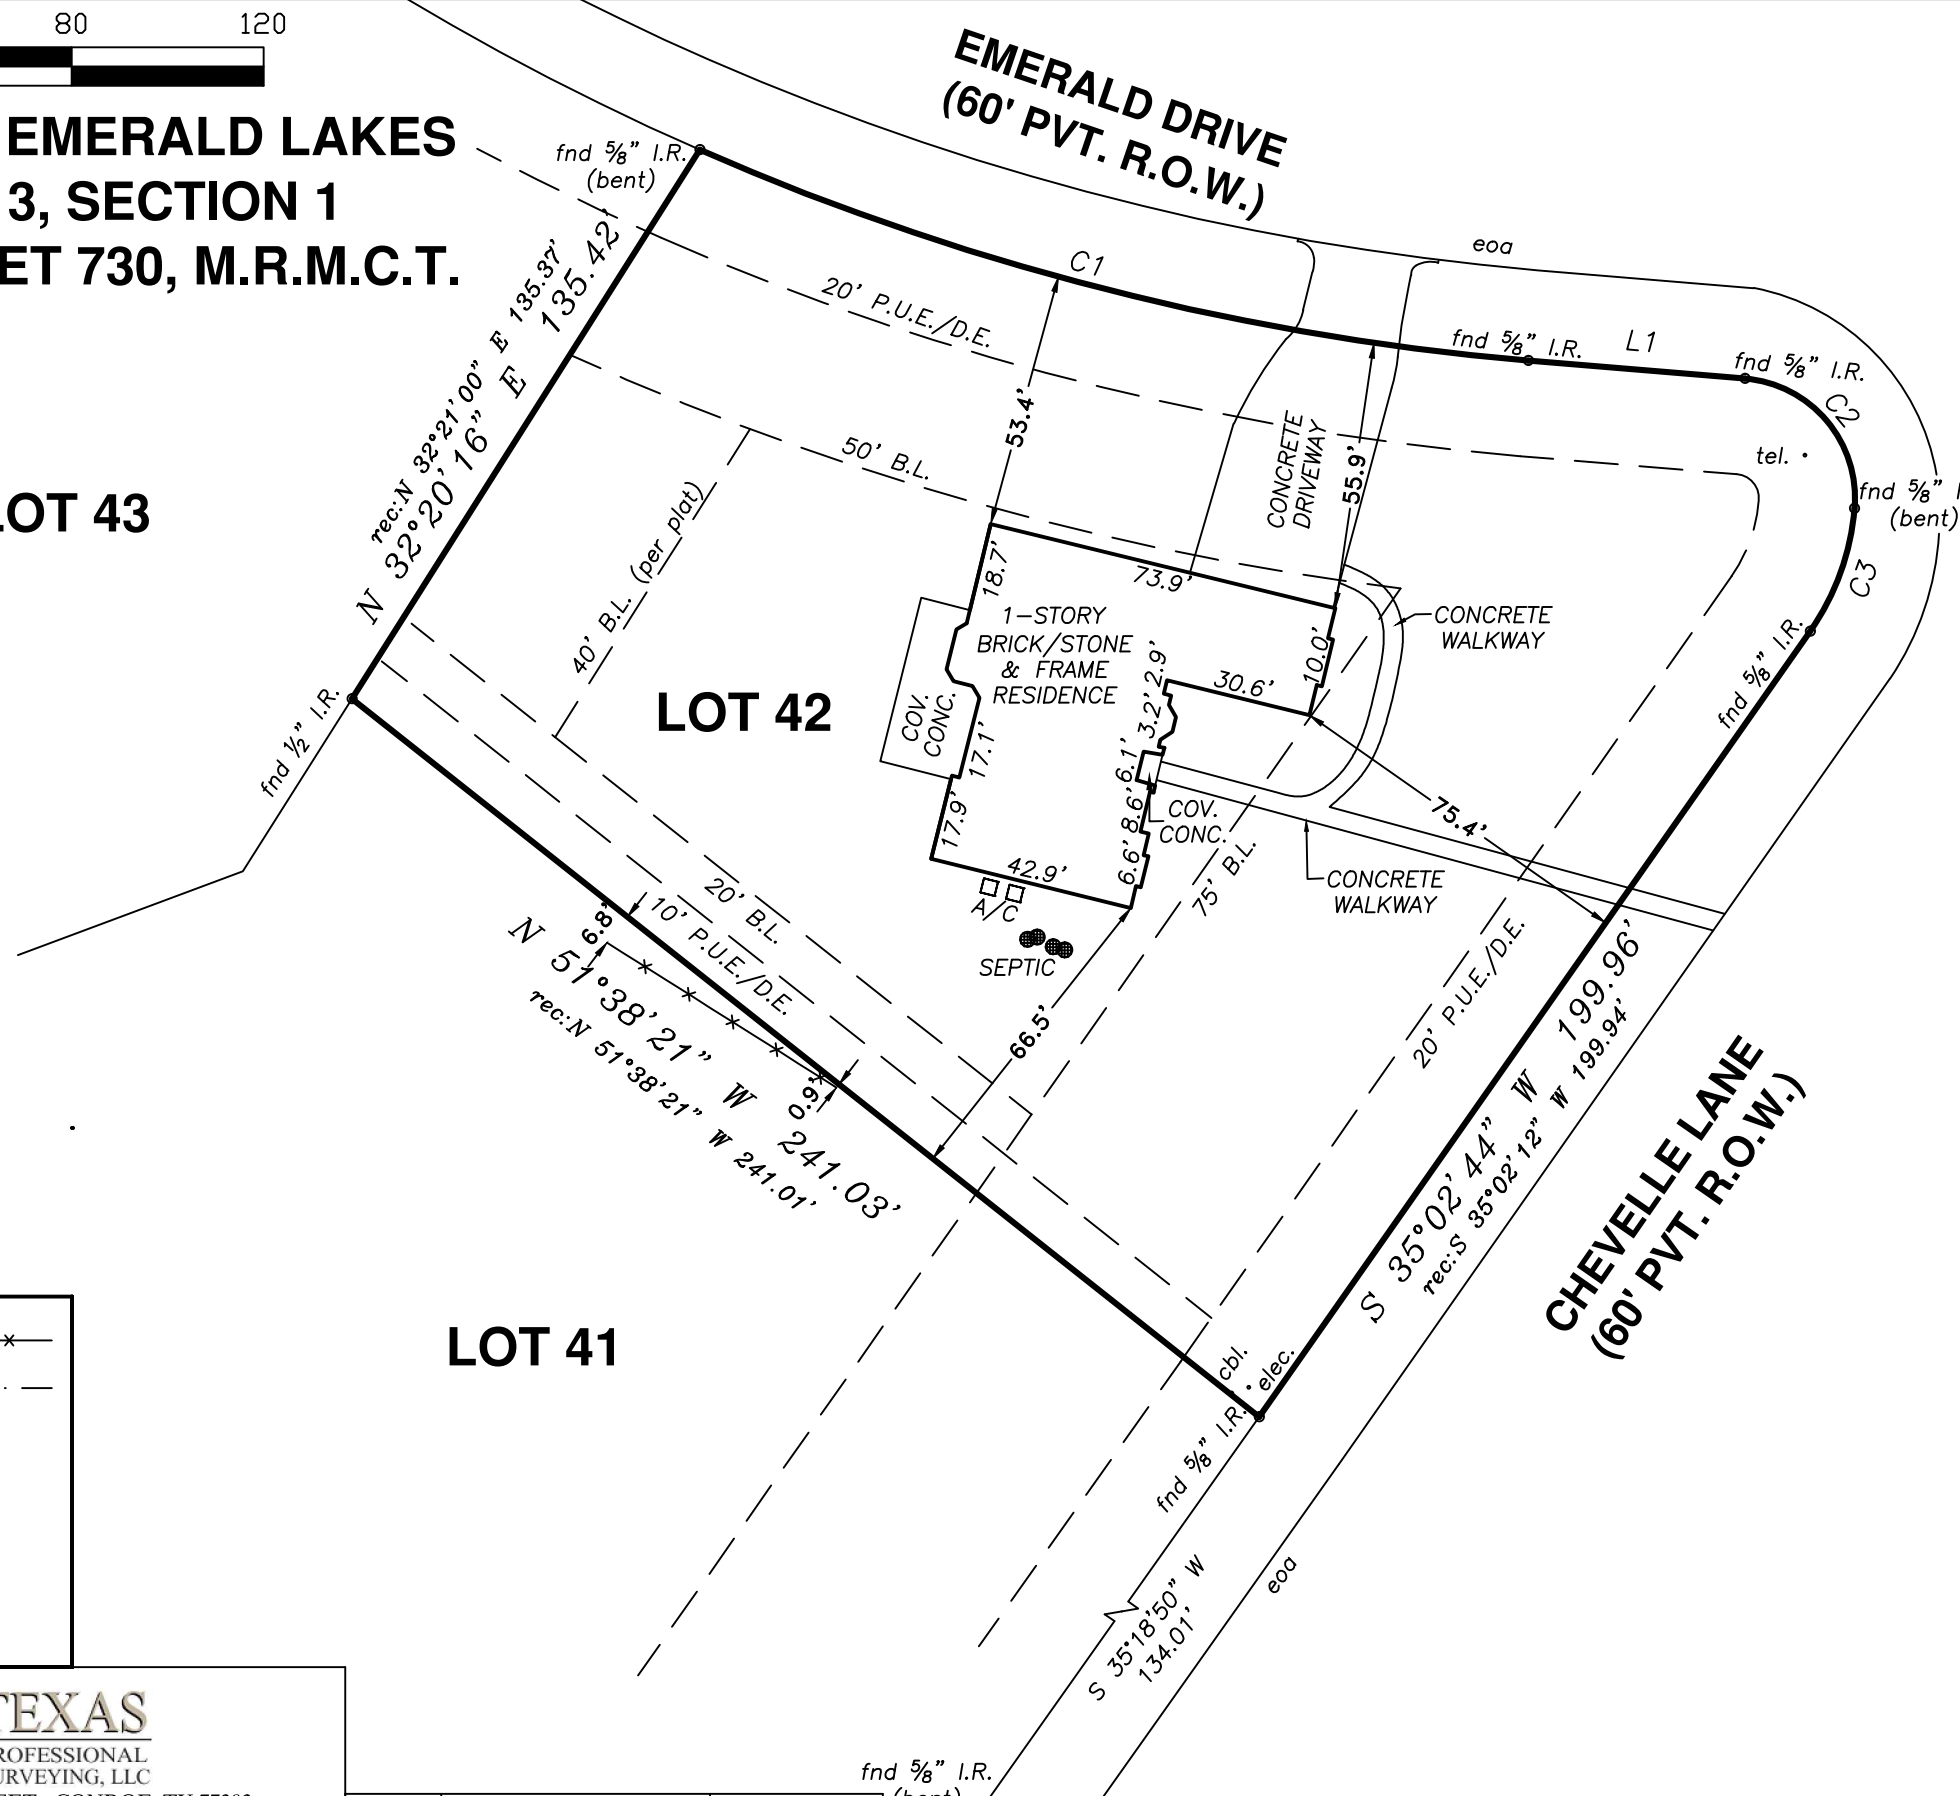 80 120
EMERALD LAKES
3, SECTION 1
ET 730, M.R.M.C.T.
EMERALD DRIVE
(60' PVT. R.O.W.)
fnd ⅝" I.R.
(bent)
rec:N 32°21'00" E 135.37'
N 32°20'16" E 135.42'
C1
eoa
20' P.U.E./D.E.
fnd ⅝" I.R.
L1
fnd ⅝" I.R.
C2
53.4'
CONCRETE
DRIVEWAY
55.9'
50' B.L.
tel.
fnd ⅝" I
(bent)
LOT 43
40' B.L. (per plat)
C3
18.7'
73.9'
1-STORY
BRICK/STONE
& FRAME
RESIDENCE
10.0'
CONCRETE
WALKWAY
2.9'
30.6'
3.2'
fnd ⅝" I.R.
LOT 42
COV.
CONC.
17.1'
6.1'
fnd ½" I.R.
17.9'
8.6'
COV.
CONC.
75.4'
6.6'
42.9'
75' B.L.
CONCRETE
WALKWAY
A/C
20' B.L.
10' P.U.E./D.E.
6.8'
SEPTIC
20' P.U.E./D.E.
N 51°38'21" W 241.03'
rec:N 51°38'21" W 241.01'
66.5'
0.9'
S 35°02'44" W 199.96'
rec:S 35°02'12" W 199.94'
CHEVELLE LANE
(60' PVT. R.O.W.)
LOT 41
cbl.
elec.
fnd ⅝" I.R.
eoa
S 35°18'50" W
134.01'
x
TEXAS
ROFESSIONAL
URVEYING, LLC
fnd ⅝" I.R.
(bent)